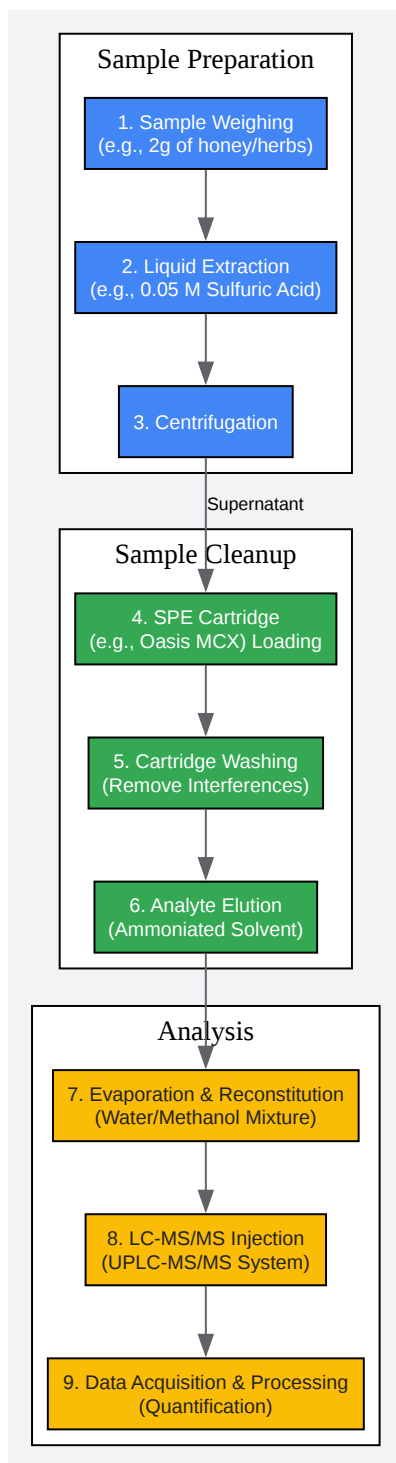 Sample Preparation
1. Sample Weighing
(e.g., 2g of honey/herbs)
2. Liquid Extraction
(e.g., 0.05 M Sulfuric Acid)
3. Centrifugation
Supernatant
Sample Cleanup
4. SPE Cartridge
(e.g., Oasis MCX) Loading
5. Cartridge Washing
(Remove Interferences)
6. Analyte Elution
(Ammoniated Solvent)
Analysis
7. Evaporation & Reconstitution
(Water/Methanol Mixture)
8. LC-MS/MS Injection
(UPLC-MS/MS System)
9. Data Acquisition & Processing
(Quantification)